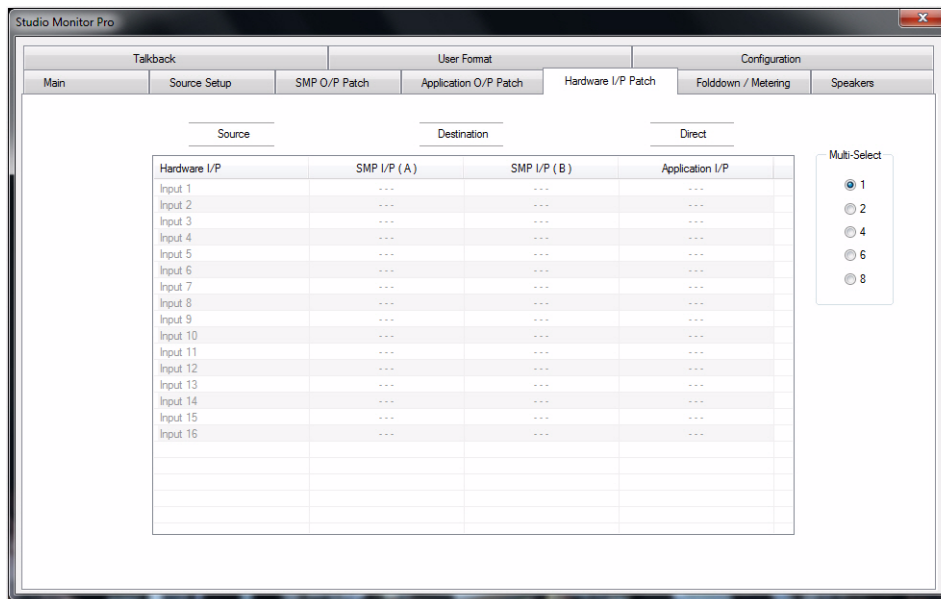 Studio Monitor Pro
Talkback User Format Configuration
Main Source Setup SMP O/P Patch Application O/P Patch Hardware I/P Patch Folddown / Metering Speakers
Source Destination Direct
Multi-Select
Hardware I/P SMP I/P ( A ) SMP I/P ( B ) Application I/P
Input 1 - - - - - - - - -
Input 2 - - - - - - - - -
Input 3 - - - - - - - - -
Input 4 - - - - - - - - -
Input 5 - - - - - - - - -
Input 6 - - - - - - - - -
Input 7 - - - - - - - - -
Input 8 - - - - - - - - -
Input 9 - - - - - - - - -
Input 10 - - - - - - - - -
Input 11 - - - - - - - - -
Input 12 - - - - - - - - -
Input 13 - - - - - - - - -
Input 14 - - - - - - - - -
Input 15 - - - - - - - - -
Input 16 - - - - - - - - -
1
2
4
6
8